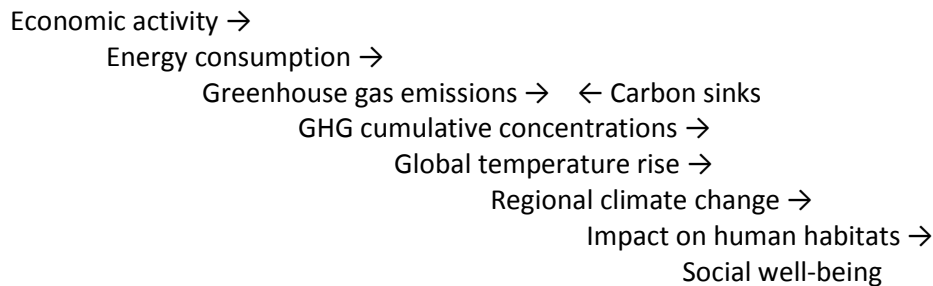 Economic activity →
Energy consumption →
Greenhouse gas emissions → ← Carbon sinks
GHG cumulative concentrations →
Global temperature rise →
Regional climate change →
Impact on human habitats →
Social well-being